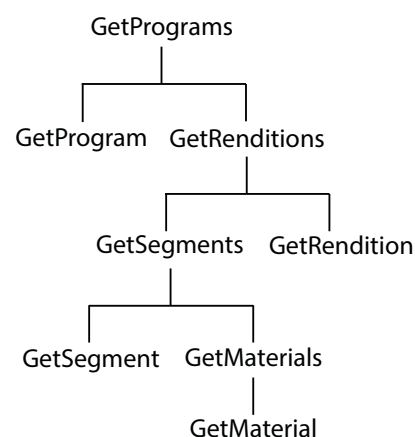 GetPrograms
GetProgram GetRenditions
GetSegments GetRendition
GetSegment GetMaterials
GetMaterial